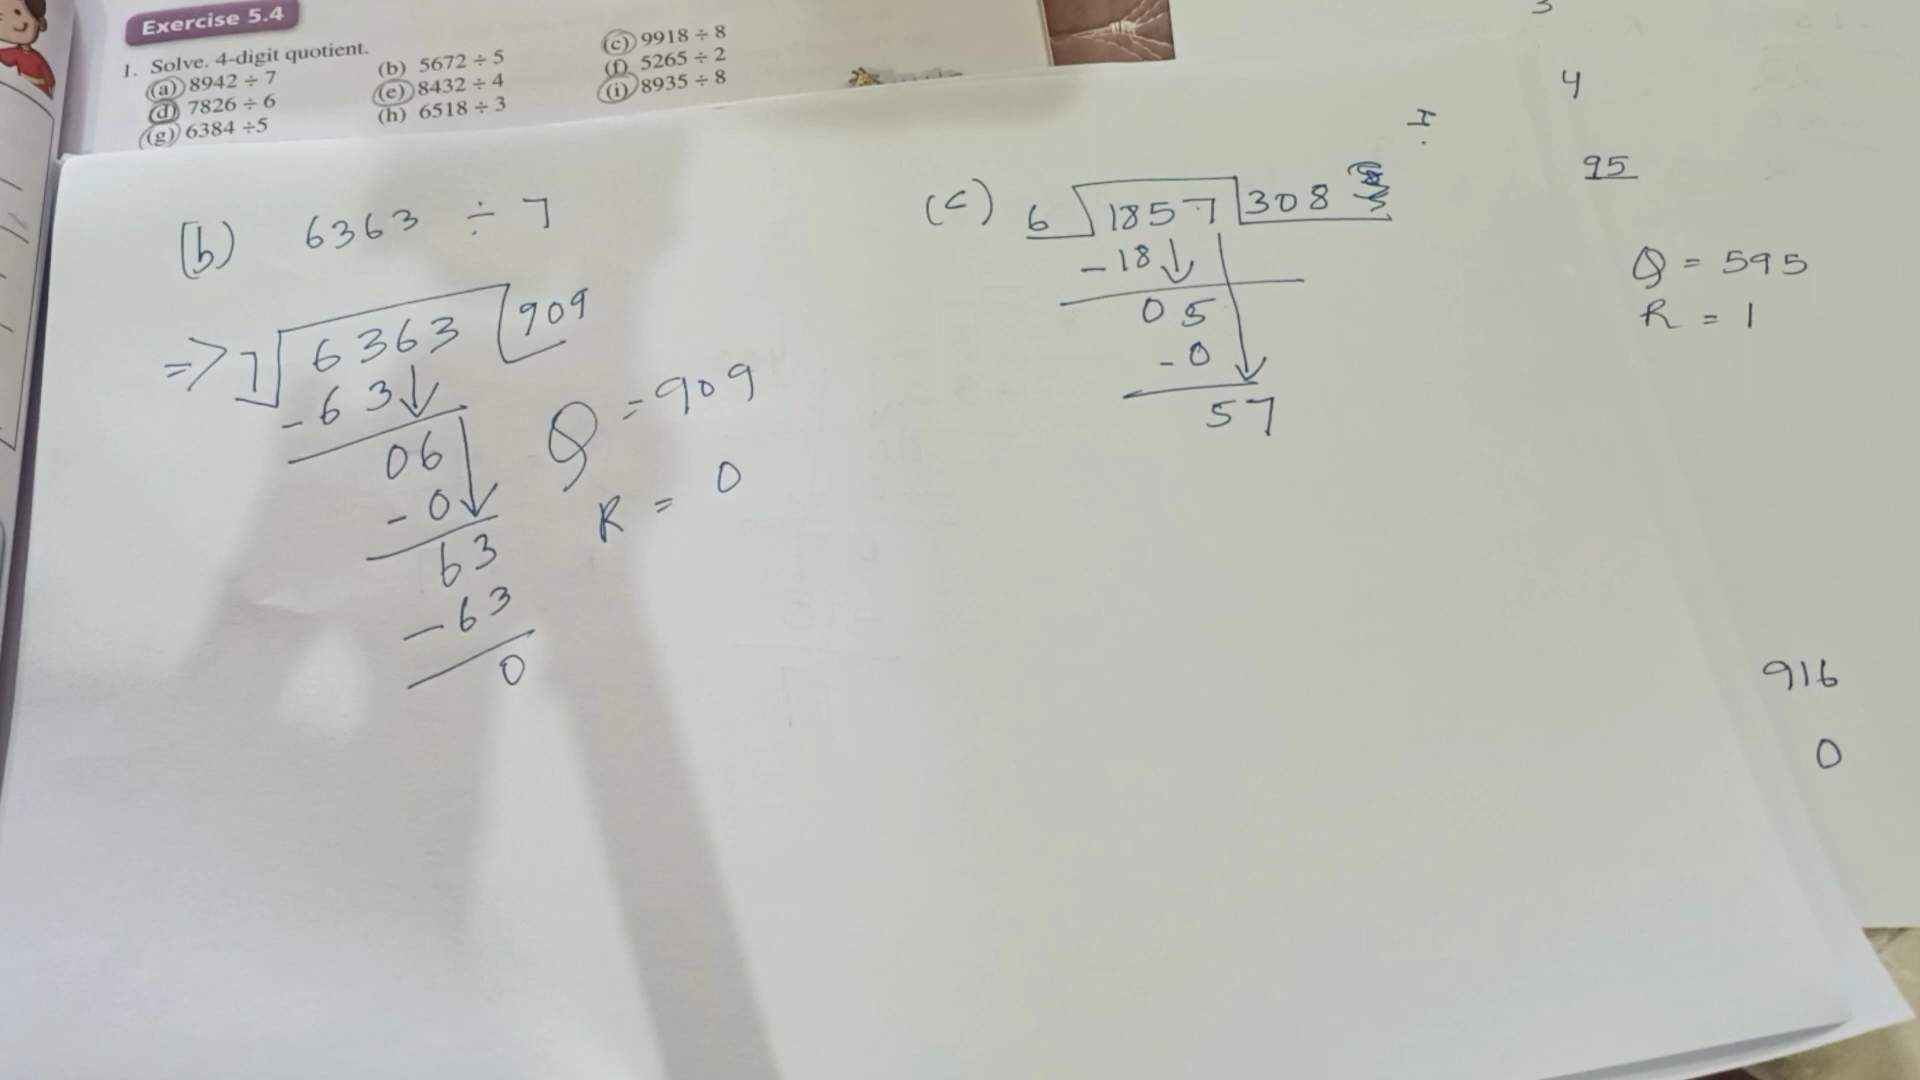 Exercise 5.4
1. Solve. 4-digit quotient.
(a) 8942 ÷ 7 (b) 5672 ÷ 5 (c) 9918 ÷ 8
(d) 7826 ÷ 6 (e) 8432 ÷ 4 (f) 5265 ÷ 2
(g) 6384 ÷5 (h) 6518 ÷ 3 (i) 8935 ÷ 8
(b) 6363 ÷ 7
=> 7 6363 909
- 63
06
- 0
63
- 63
0
Q = 909
R = 0
(c) 6 1857 308
- 18
05
- 0
57
4
95
Q = 595
R = 1
916
0